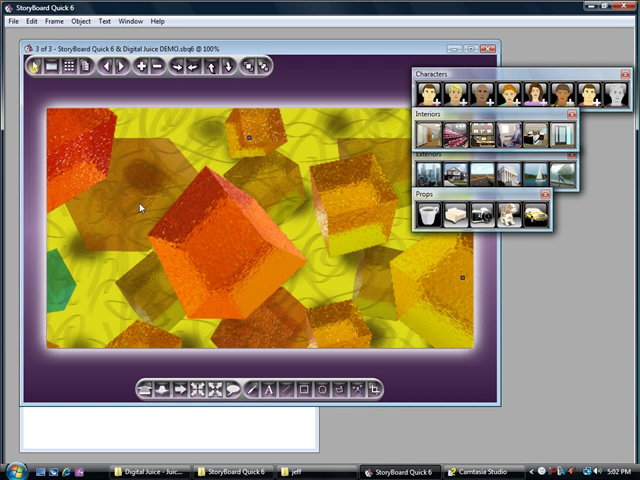 StoryBoard Quick 6
File Edit Frame Object Text Window Help
3 of 3 - StoryBoard Quick 6 & Digital Juice DEMO.sbq6 @ 100%
Characters
Interiors
Exteriors
Props
A
Digital Juice - Juic...
StoryBoard Quick 6
jeff
StoryBoard Quick 6
Camtasia Studio
5:02 PM